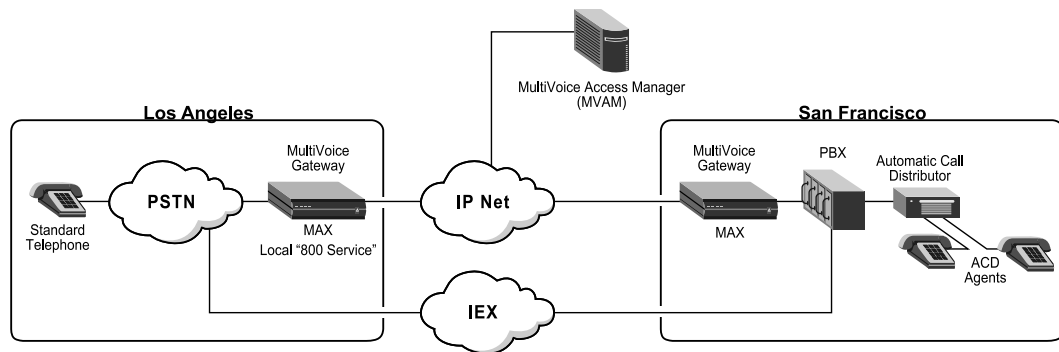 MultiVoice Access Manager
(MVAM)
Los Angeles
San Francisco
Standard
Telephone
PSTN
MultiVoice
Gateway
MAX
Local “800 Service”
IP Net
IEX
MultiVoice
Gateway
MAX
PBX
Automatic Call
Distributor
ACD
Agents